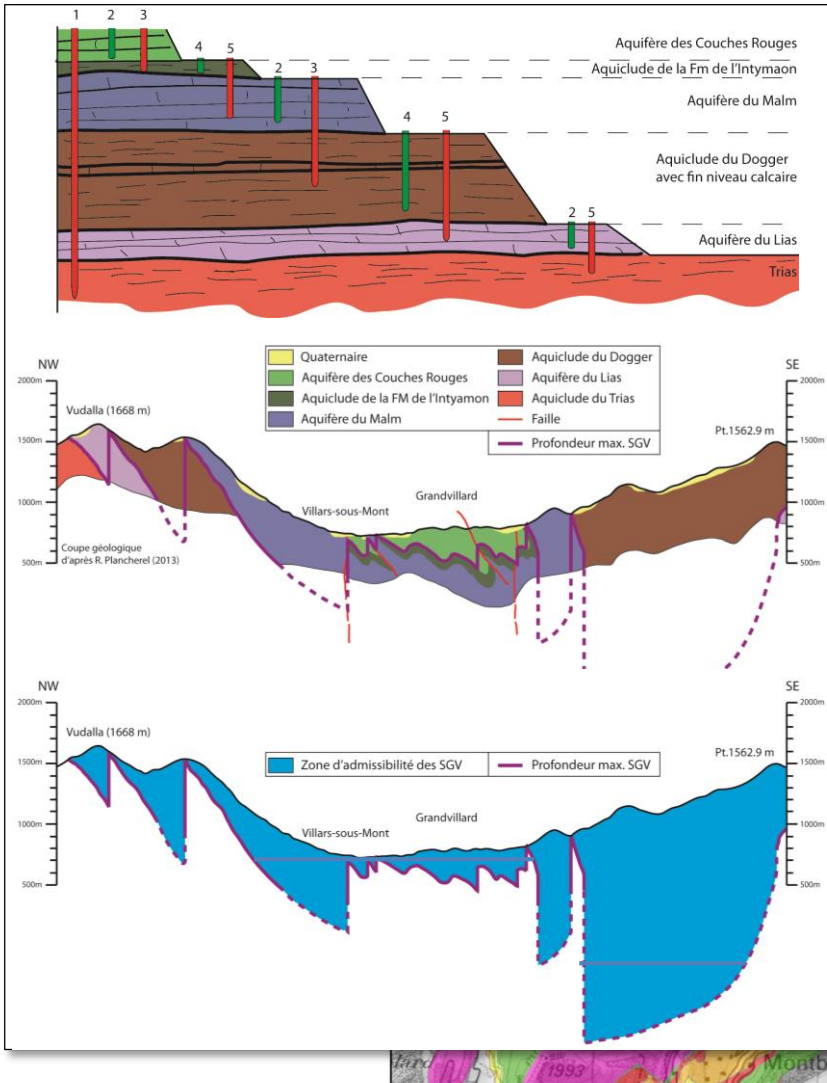 1 2 3
4 5
2 3
4 5
2 5
Aquifère des Couches Rouges
Aquiclude de la Fm de l'Intymaon
Aquifère du Malm
Aquiclude du Dogger
avec fin niveau calcaire
Aquifère du Lias
Trias
NW
SE
Quaternaire
Aquifère des Couches Rouges
Aquiclude de la FM de l'Intyamon
Aquifère du Malm
Aquiclude du Dogger
Aquifère du Lias
Aquiclude du Trias
Faille
Profondeur max. SGV
2000m
1500m
1000m
500m
Vudalla (1668 m)
Villars-sous-Mont
Grandvillard
Pt.1562.9 m
2000m
1500m
1000m
500m
Coupe géologique
d'après R. Plancherel (2013)
NW
SE
2000m
1500m
1000m
500m
Vudalla (1668 m)
Zone d'admissibilité des SGV
Profondeur max. SGV
Villars-sous-Mont
Grandvillard
Pt.1562.9 m
2000m
1500m
1000m
500m
1993